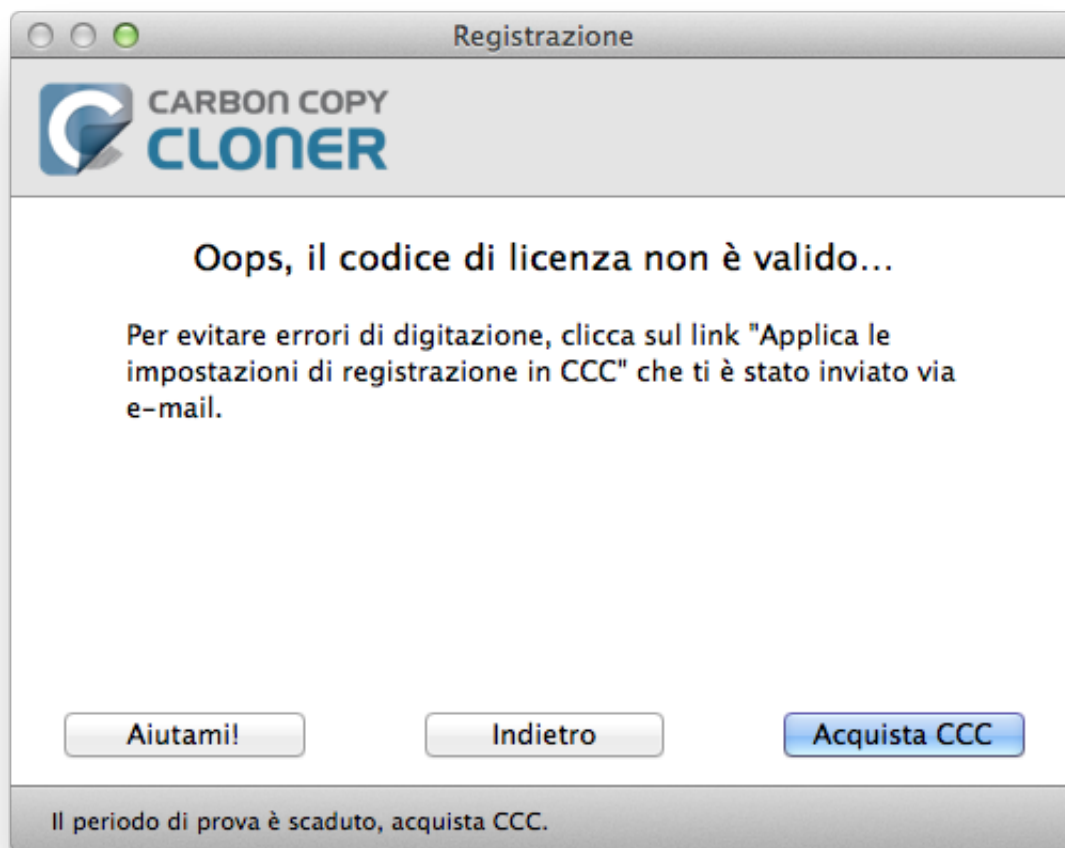 Registrazione
CARBON COPY
CLONER
Oops, il codice di licenza non è valido...
Per evitare errori di digitazione, clicca sul link "Applica le
impostazioni di registrazione in CCC" che ti è stato inviato via
e-mail.
Aiutami!
Indietro
Acquista CCC
Il periodo di prova è scaduto, acquista CCC.